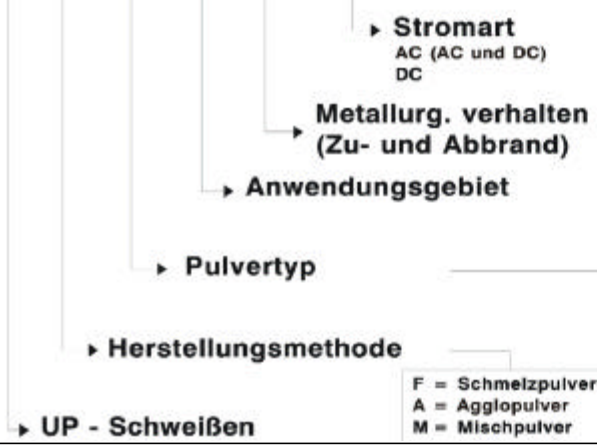 Stromart
AC (AC und DC)
DC
Metallurg. verhalten
(Zu- und Abbrand)
Anwendungsgebiet
Pulvertyp
Herstellungsmethode
F = Schmelzpulver
A = Agglopulver
M = Mischpulver
UP - Schweißen